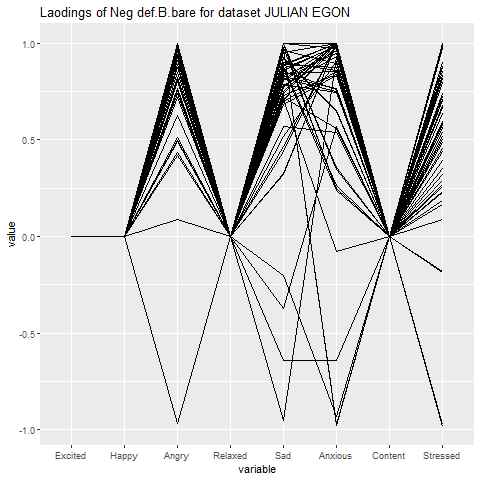 Laodings of Neg def.B.bare for dataset JULIAN EGON
1.0
0.5
0.0
-0.5
-1.0
value
Excited Happy Angry Relaxed Sad Anxious Content Stressed
variable